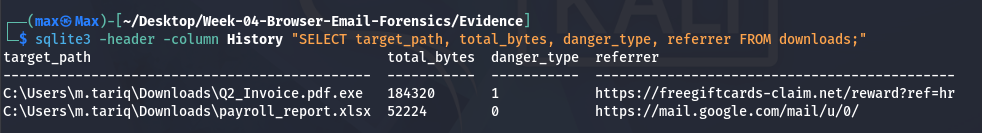 ┌──(max㉿Max)-[~/Desktop/Week-04-Browser-Email-Forensics/Evidence]
└─$ sqlite3 -header -column History "SELECT target_path, total_bytes, danger_type, referrer FROM downloads;"
target_path                              total_bytes  danger_type  referrer
---------------------------------------  -----------  -----------  --------------------------------------------
C:\Users\m.tariq\Downloads\Q2_Invoice.pdf.exe  184320       1            https://freegiftcards-claim.net/reward?ref=hr
C:\Users\m.tariq\Downloads\payroll_report.xlsx  52224        0            https://mail.google.com/mail/u/0/